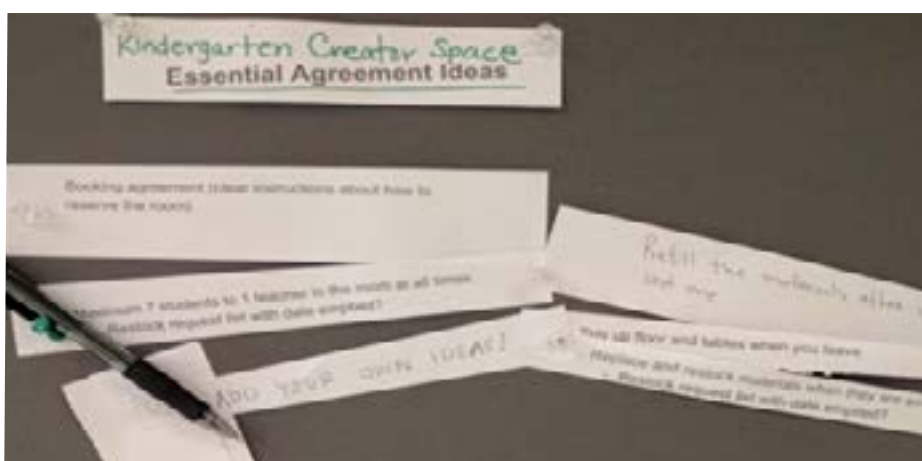 Kindergarten Creator Space
Essential Agreement Ideas
Booking agreement (clear instructions about how to
reserve the room)
Maximum 7 students to 1 teacher in the room at all times
Restock request list with date emptied?
ADD YOUR OWN IDEAS!
Refill the materials after
Tidy up floor and tables when you leave
Replace and restock materials when they are
Restock request list with date emptied?